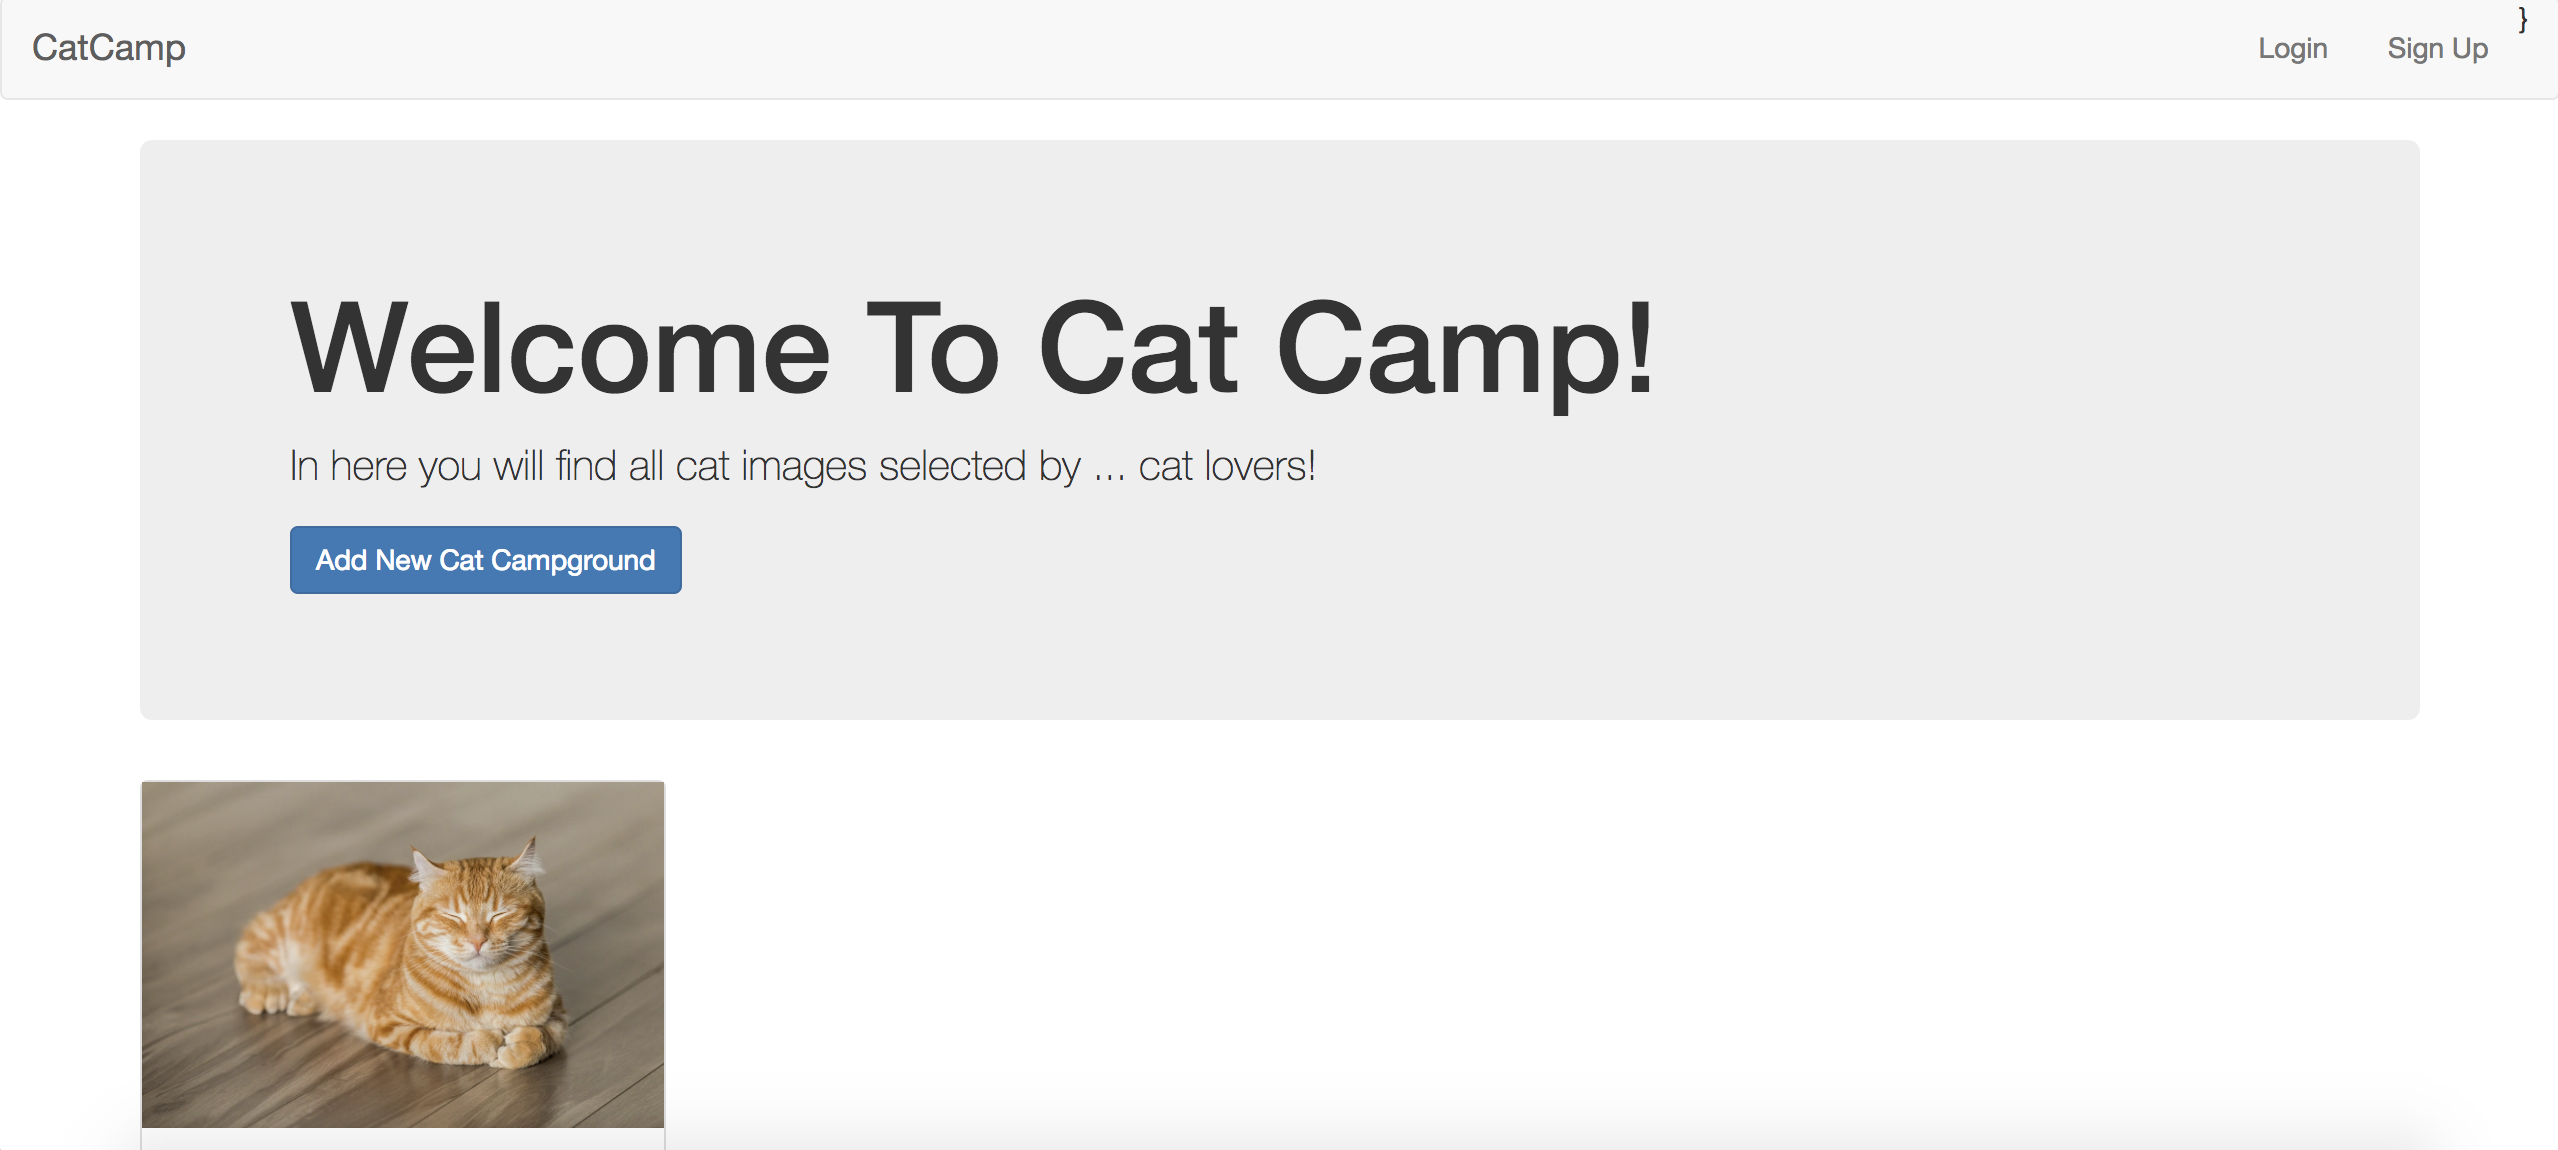 CatCamp
Login Sign Up }
Welcome To Cat Camp!
In here you will find all cat images selected by ... cat lovers!
Add New Cat Campground